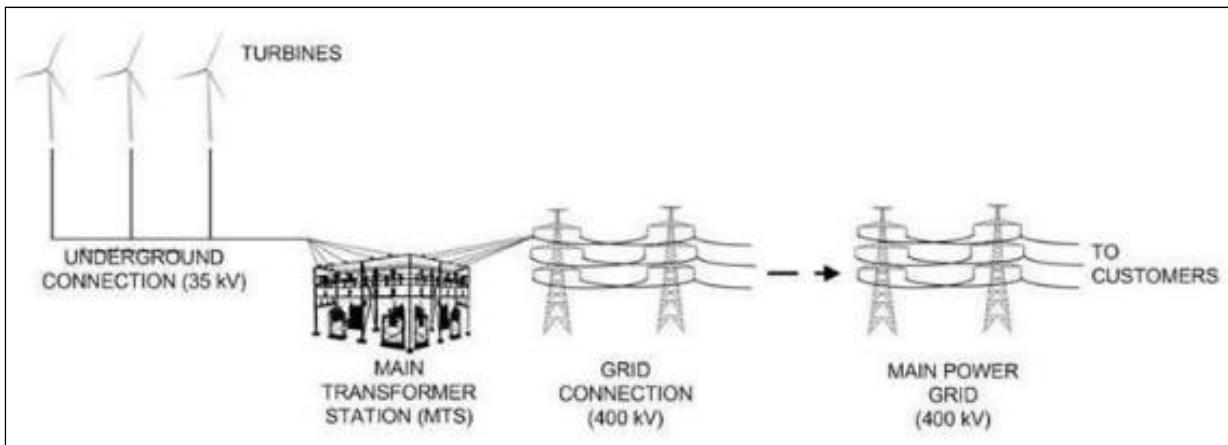 TURBINES
UNDERGROUND
CONNECTION (35 kV)
MAIN
TRANSFORMER
STATION (MTS)
GRID
CONNECTION
(400 kV)
MAIN POWER
GRID
(400 kV)
TO
CUSTOMERS